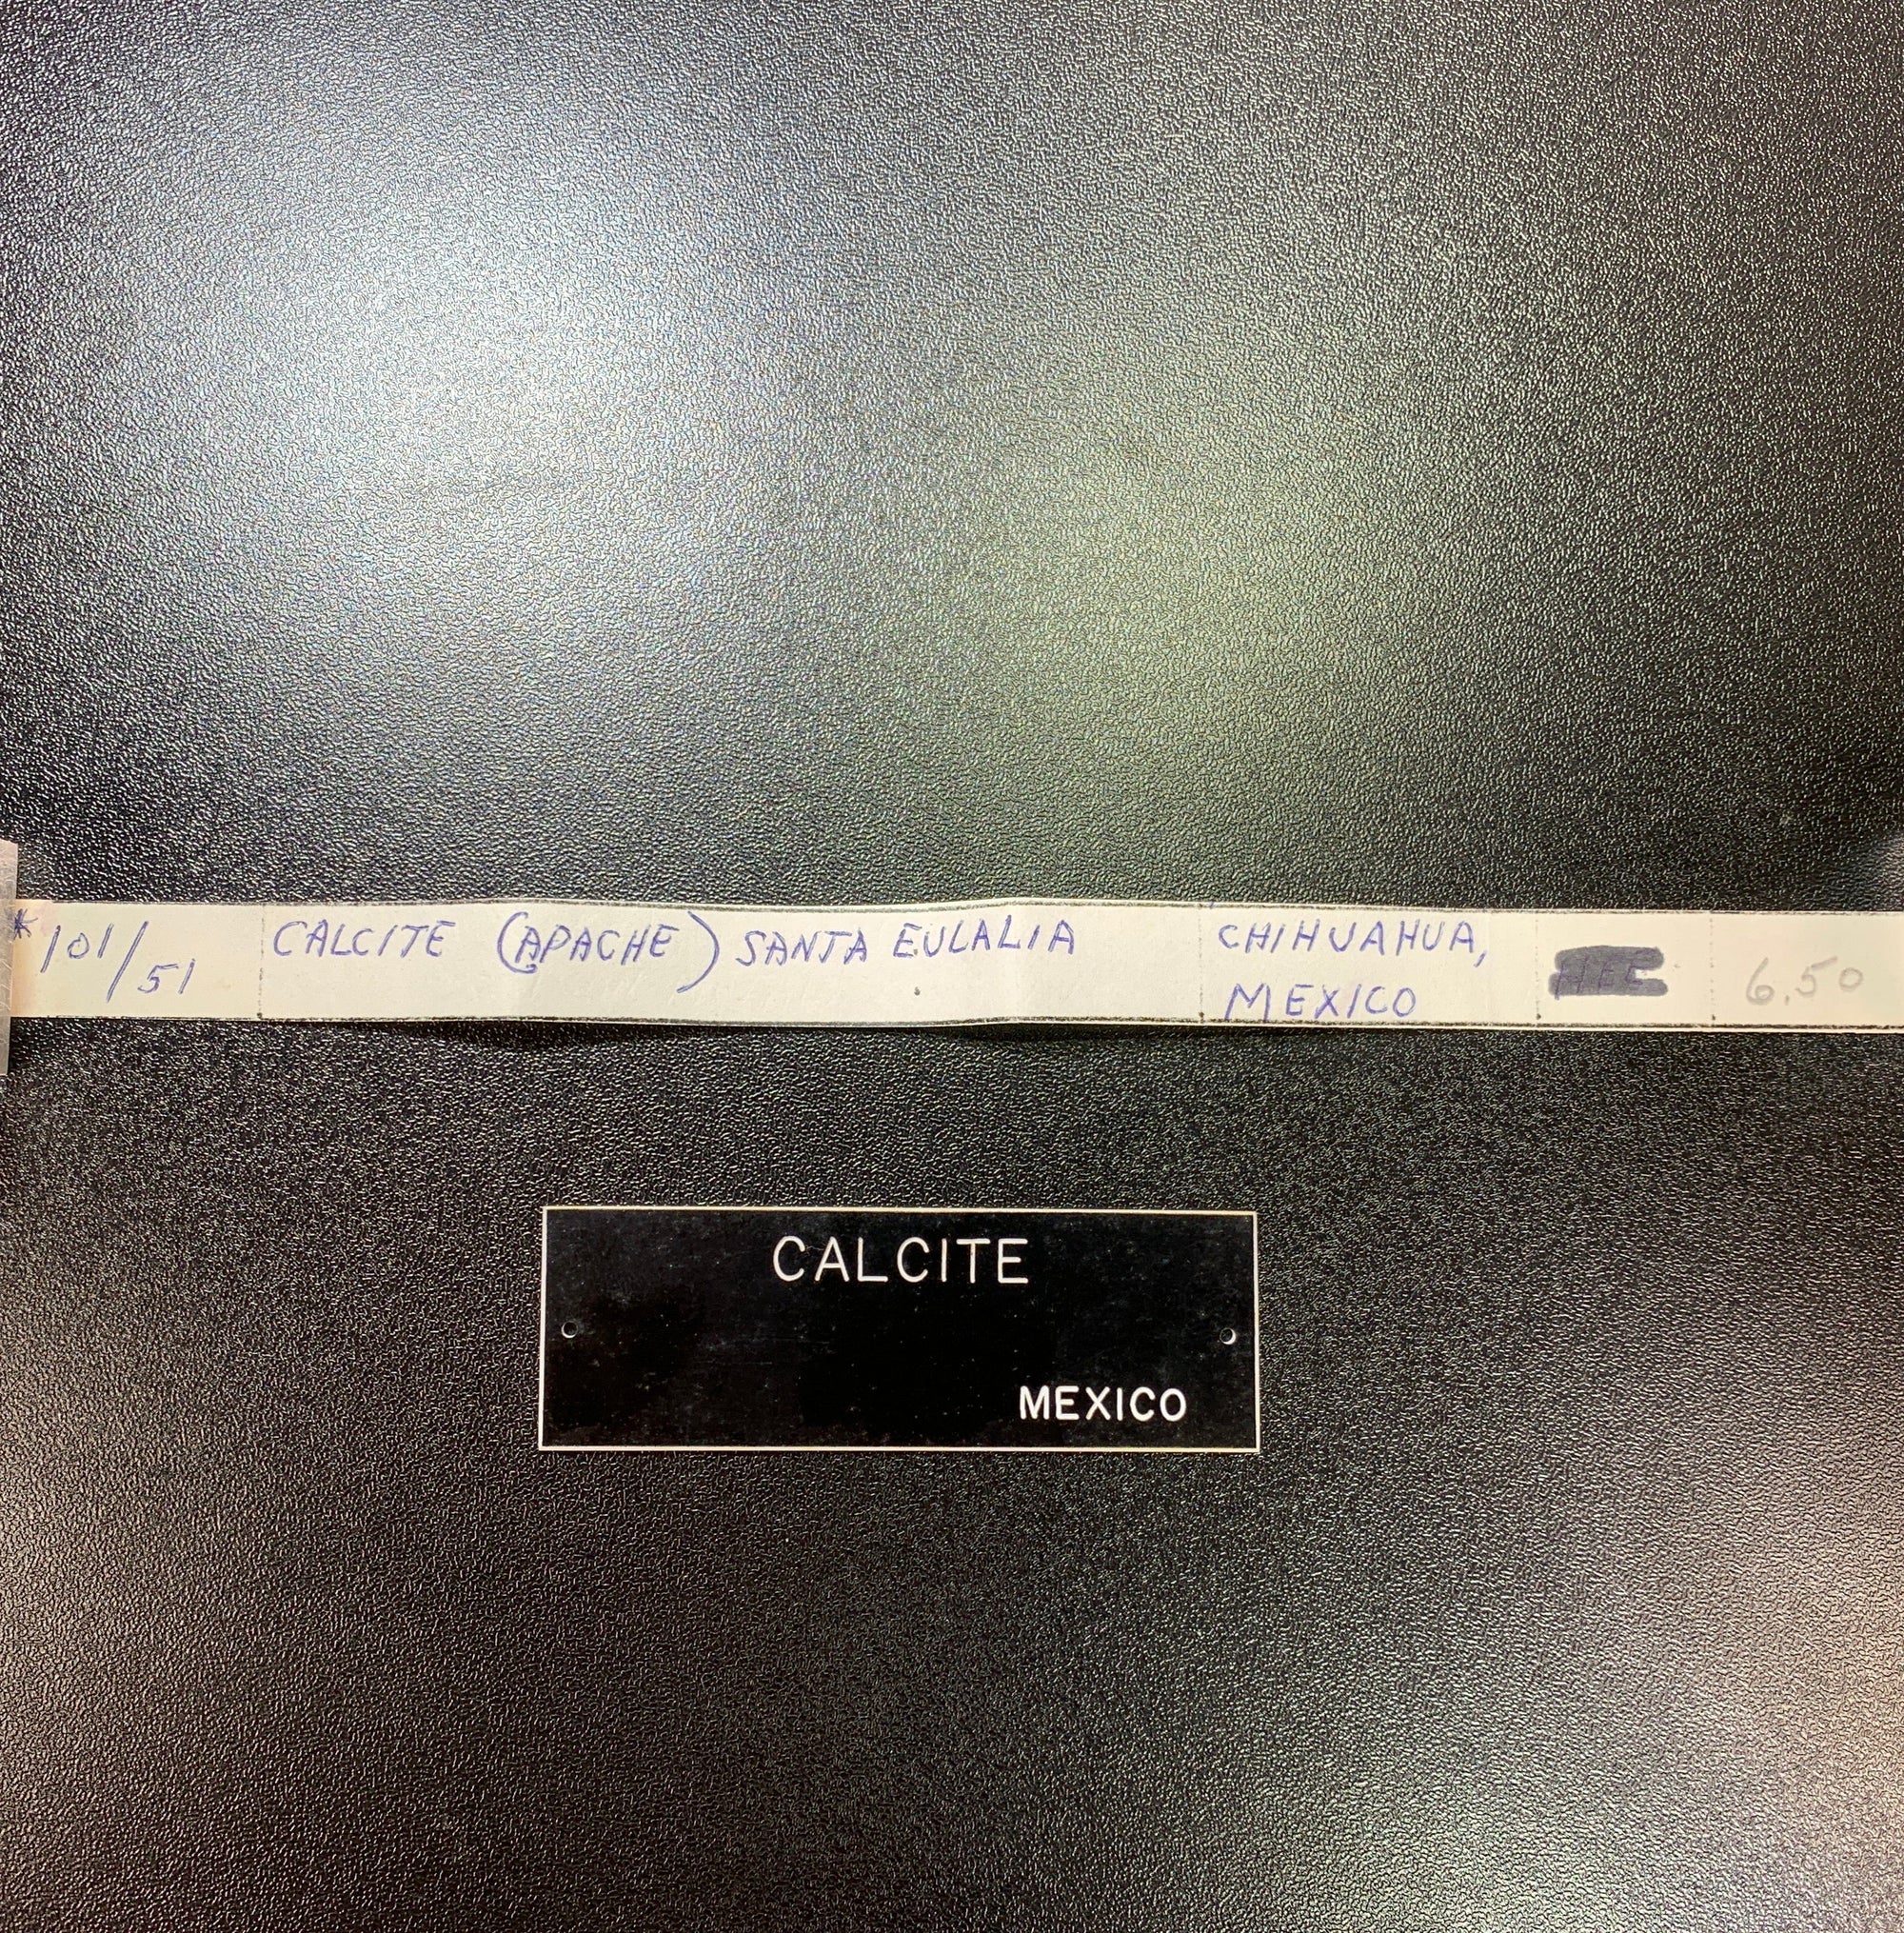 *101/51 CALCITE (APACHE) SANTA EULALIA CHIHUAHUA, 6.50
MEXICO
CALCITE
MEXICO